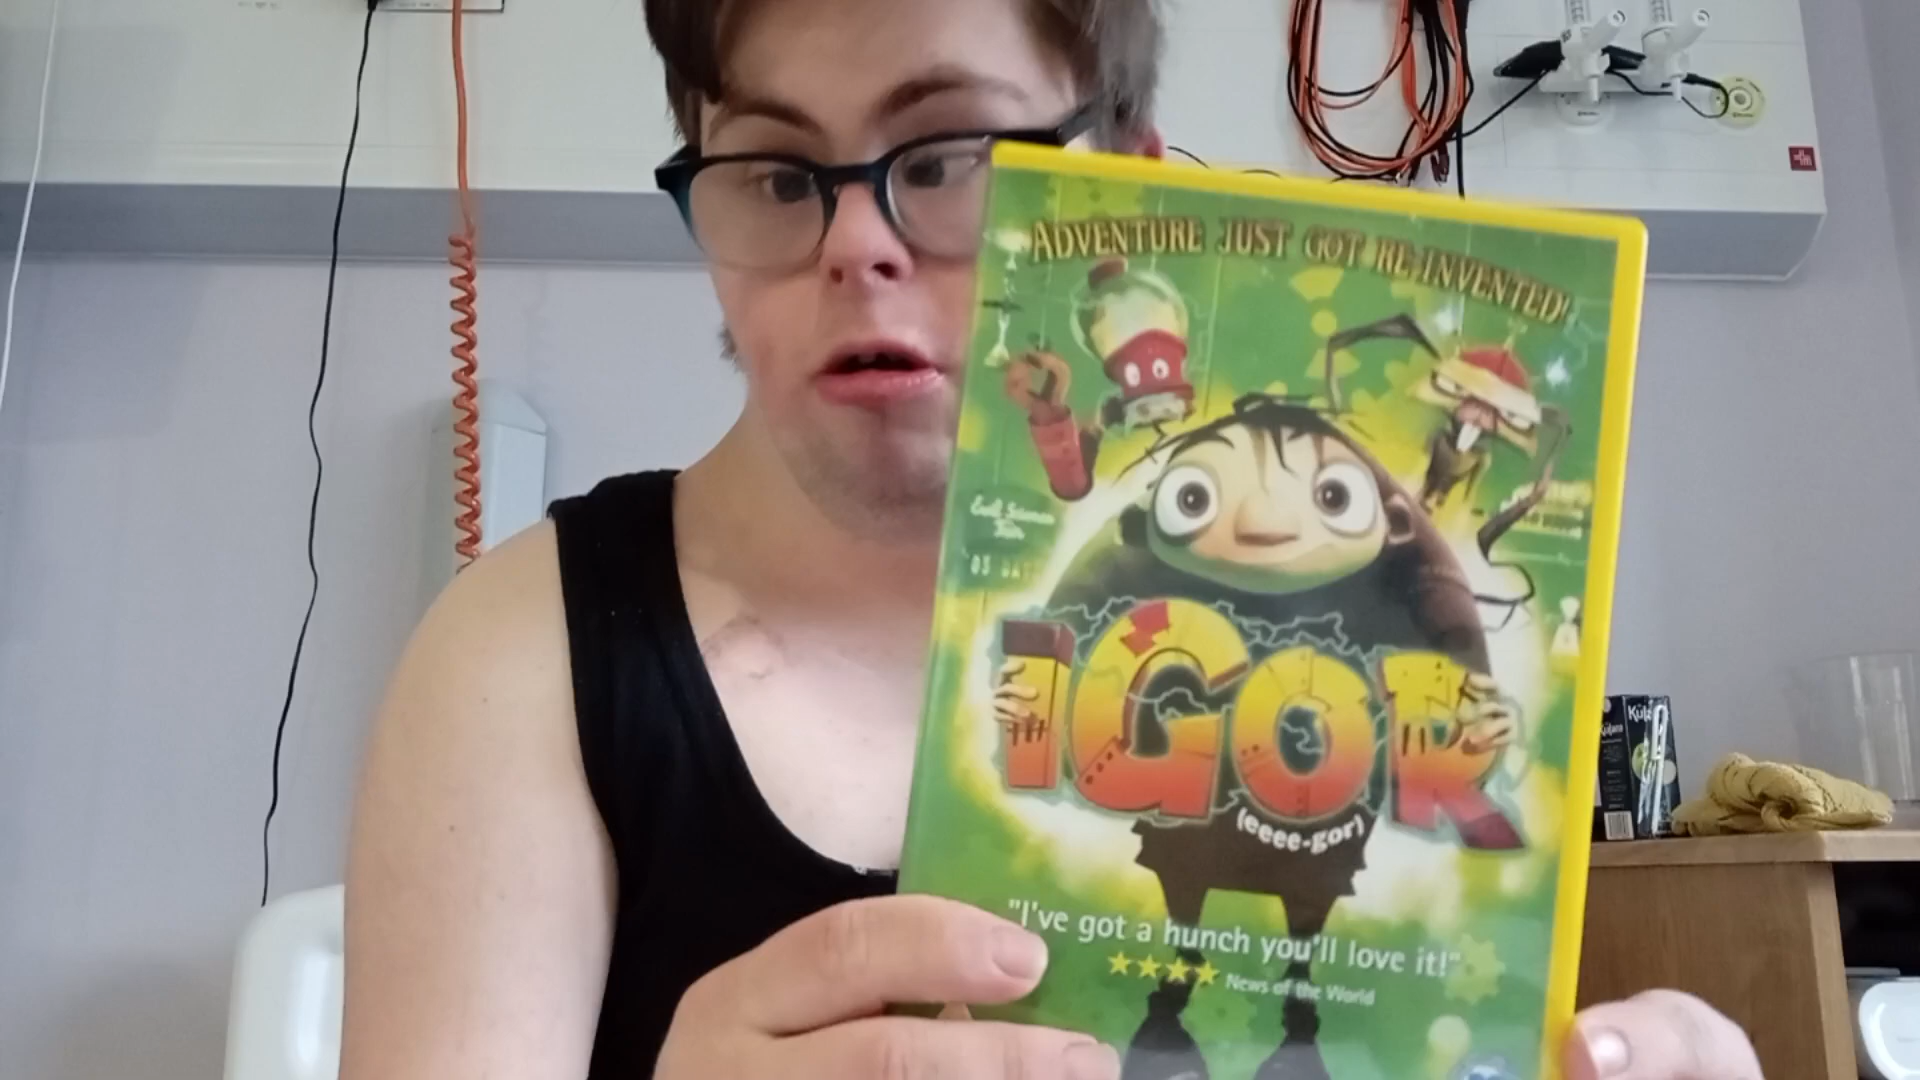 ADVENTURE JUST GOT RE-INVENTED!
IGOR
(eeee-gor)
"I've got a hunch you'll love it!"
★★★★ News of the World
Külz